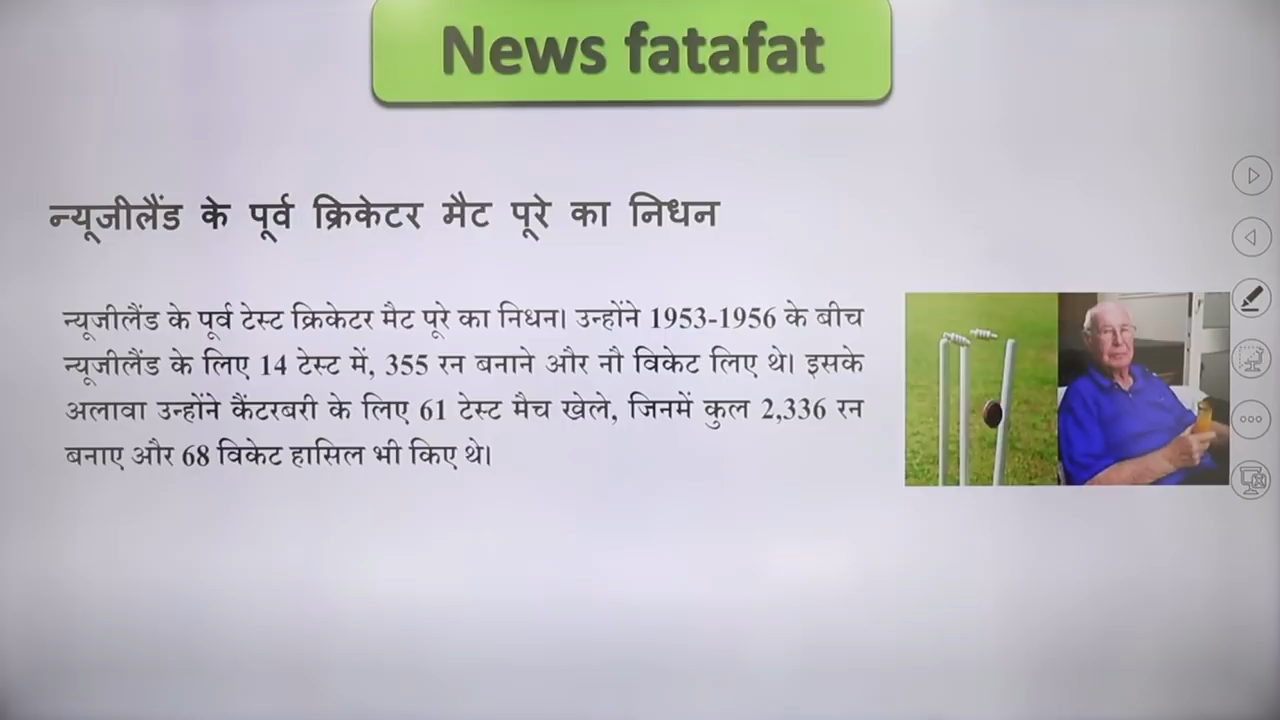 News fatafat
न्यूजीलैंड के पूर्व क्रिकेटर मैट पूरे का निधन
न्यूजीलैंड के पूर्व टेस्ट क्रिकेटर मैट पूरे का निधन। उन्होंने 1953-1956 के बीच
न्यूजीलैंड के लिए 14 टेस्ट में, 355 रन बनाने और नौ विकेट लिए थे। इसके
अलावा उन्होंने कैंटरबरी के लिए 61 टेस्ट मैच खेले, जिनमें कुल 2,336 रन
बनाए और 68 विकेट हासिल भी किए थे।